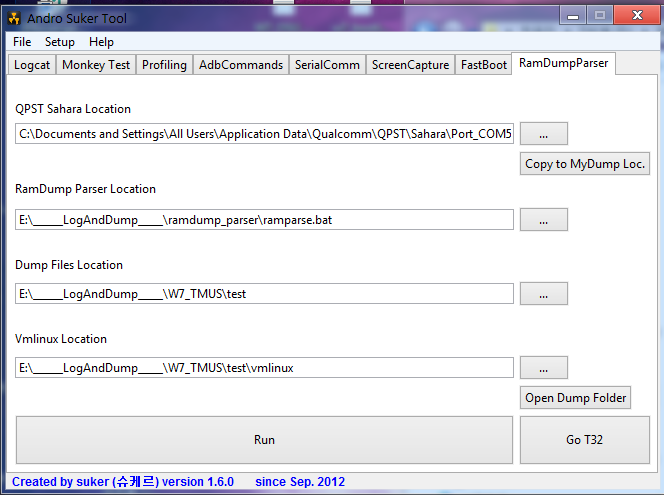 Andro Suker Tool
File Setup Help
Logcat Monkey Test Profiling AdbCommands SerialComm ScreenCapture FastBoot RamDumpParser
QPST Sahara Location
C:\Documents and Settings\All Users\Application Data\Qualcomm\QPST\Sahara\Port_COM5 ...
Copy to MyDump Loc.
RamDump Parser Location
E:\_____LogAndDump____\ramdump_parser\ramparse.bat ...
Dump Files Location
E:\_____LogAndDump____\W7_TMUS\test ...
Vmlinux Location
E:\_____LogAndDump____\W7_TMUS\test\vmlinux ...
Open Dump Folder
Run Go T32
Created by suker (슈케르) version 1.6.0 since Sep. 2012